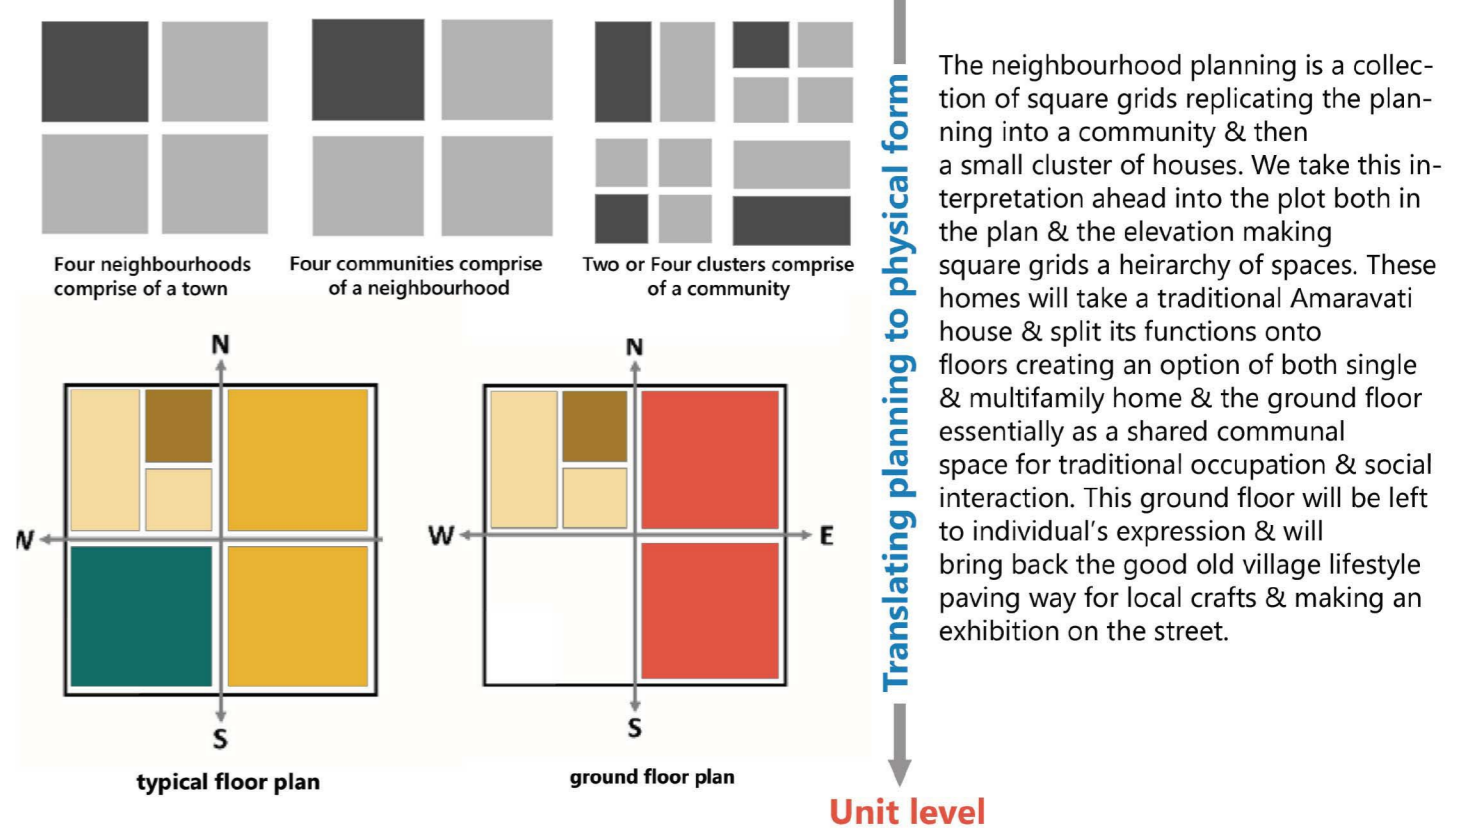 Four neighbourhoods
comprise of a town
Four communities comprise
of a neighbourhood
Two or Four clusters comprise
of a community
N
W
S
typical floor plan
N
W
E
S
ground floor plan
Translating planning to physical form
Unit level
The neighbourhood planning is a collec-
tion of square grids replicating the plan-
ning into a community & then
a small cluster of houses. We take this in-
terpretation ahead into the plot both in
the plan & the elevation making
square grids a heirarchy of spaces. These
homes will take a traditional Amaravati
house & split its functions onto
floors creating an option of both single
& multifamily home & the ground floor
essentially as a shared communal
space for traditional occupation & social
interaction. This ground floor will be left
to individual's expression & will
bring back the good old village lifestyle
paving way for local crafts & making an
exhibition on the street.